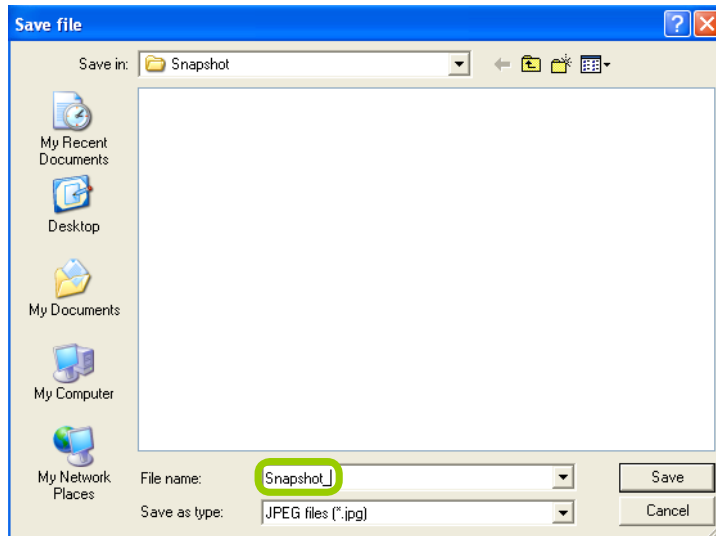 Save file
Save in: Snapshot
My Recent
Documents
Desktop
My Documents
My Computer
My Network
Places
File name: Snapshot_
Save
Save as type: JPEG files (*.jpg)
Cancel